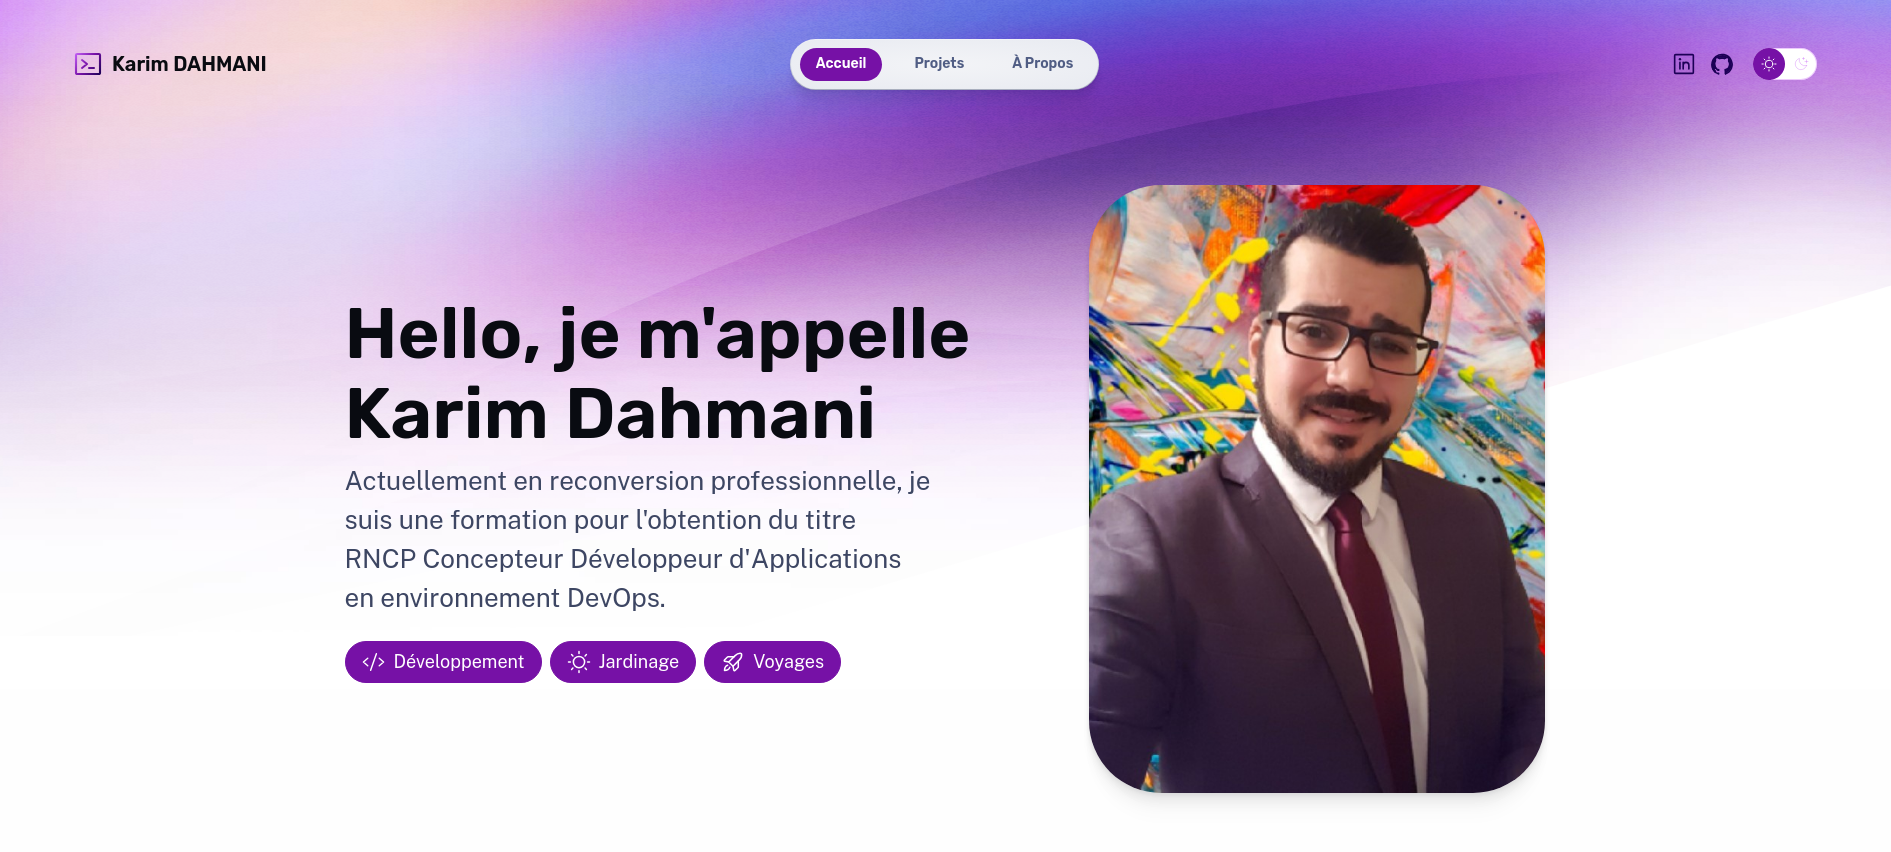 Karim DAHMANI
Accueil
Projets
À Propos
Hello, je m'appelle
Karim Dahmani
Actuellement en reconversion professionnelle, je
suis une formation pour l'obtention du titre
RNCP Concepteur Développeur d'Applications
en environnement DevOps.
Développement
Jardinage
Voyages